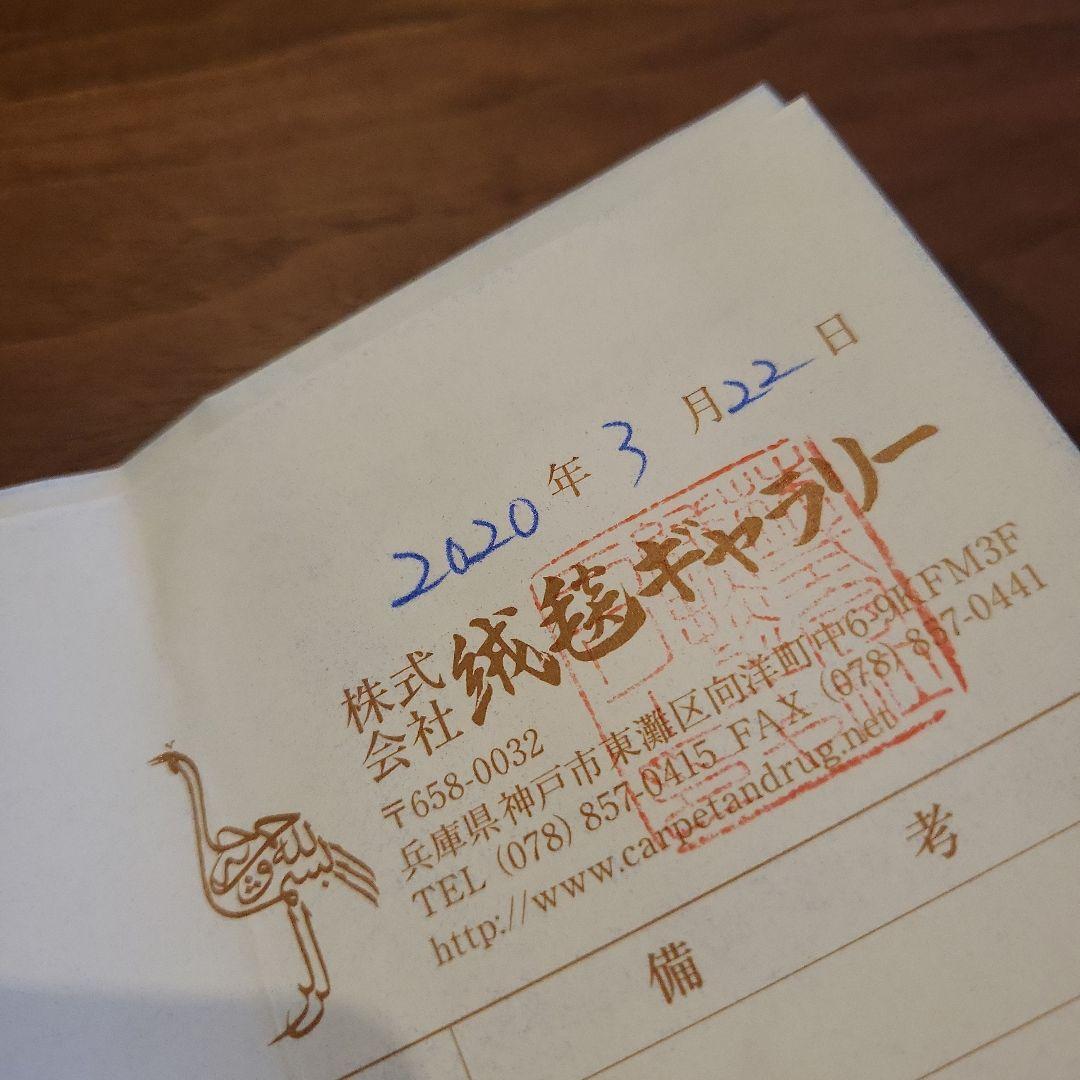 2020年3月22日
株式会社 絨毯ギャラリー
〒658-0032
兵庫県神戸市東灘区向洋町中6-9KFM3F
TEL (078) 857-0415 FAX (078) 857-0441
http://www.carpetandrug.net
備考